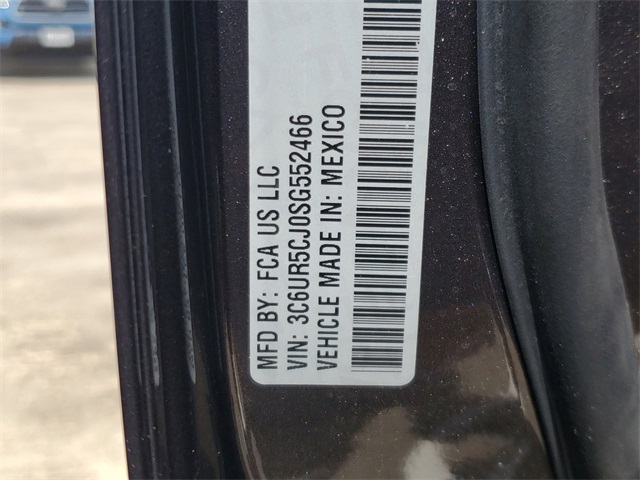 MFD BY: FCA US LLC
VIN: 3C6UR5CJ0SG552466
VEHICLE MADE IN: MEXICO